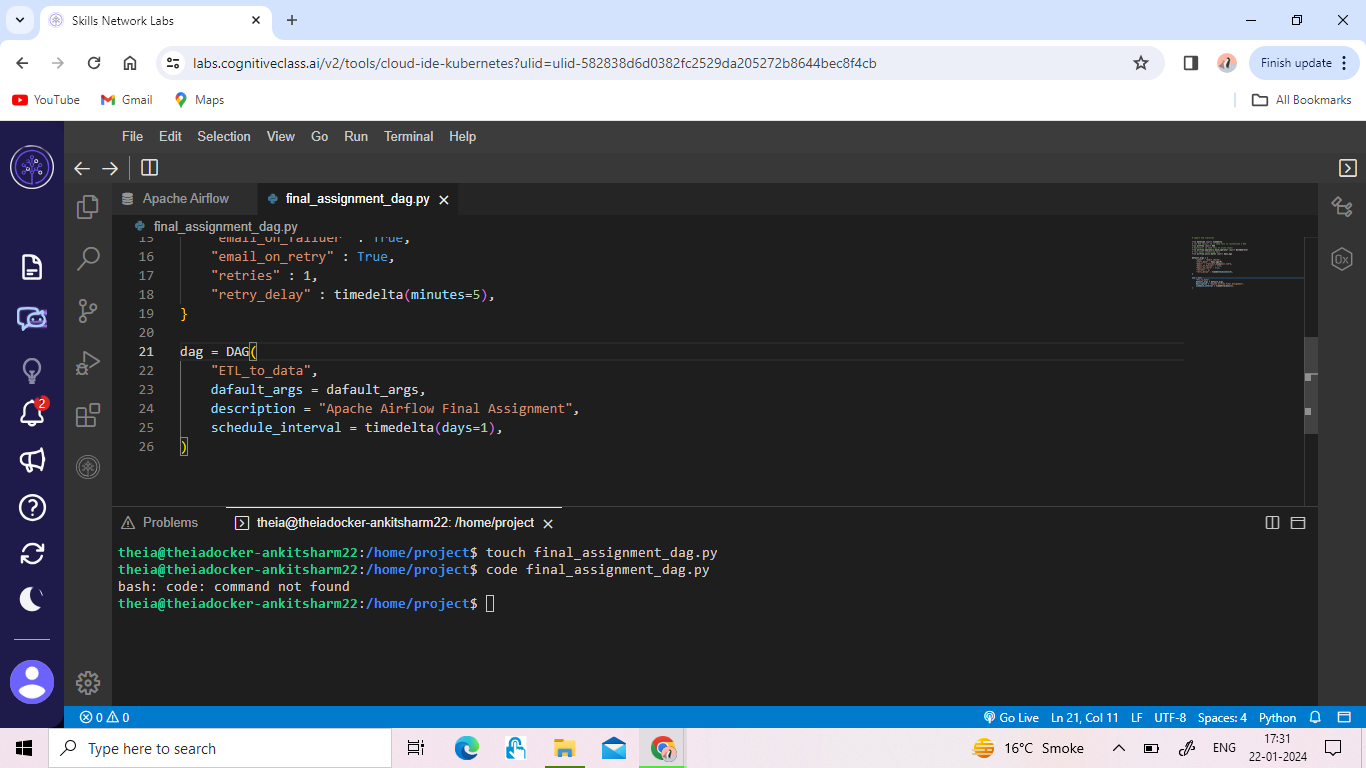 Skills Network Labs
labs.cognitiveclass.ai/v2/tools/cloud-ide-kubernetes?ulid=ulid-582838d6d0382fc2529da205272b8644bec8f4cb
Finish update
YouTube
Gmail
Maps
All Bookmarks
File Edit Selection View Go Run Terminal Help
Apache Airflow
final_assignment_dag.py
final_assignment_dag.py
15 "email_on_failuer" : True,
16 "email_on_retry" : True,
17 "retries" : 1,
18 "retry_delay" : timedelta(minutes=5),
19 }
20
21 dag = DAG(
22 "ETL_to_data",
23 dafault_args = dafault_args,
24 description = "Apache Airflow Final Assignment",
25 schedule_interval = timedelta(days=1),
26 )
2
0x
Problems
theia@theiadocker-ankitsharm22: /home/project
theia@theiadocker-ankitsharm22:/home/project$ touch final_assignment_dag.py
theia@theiadocker-ankitsharm22:/home/project$ code final_assignment_dag.py
bash: code: command not found
theia@theiadocker-ankitsharm22:/home/project$
0 0
Go Live Ln 21, Col 11 LF UTF-8 Spaces: 4 Python
Type here to search
16°C Smoke
ENG
17:31
22-01-2024